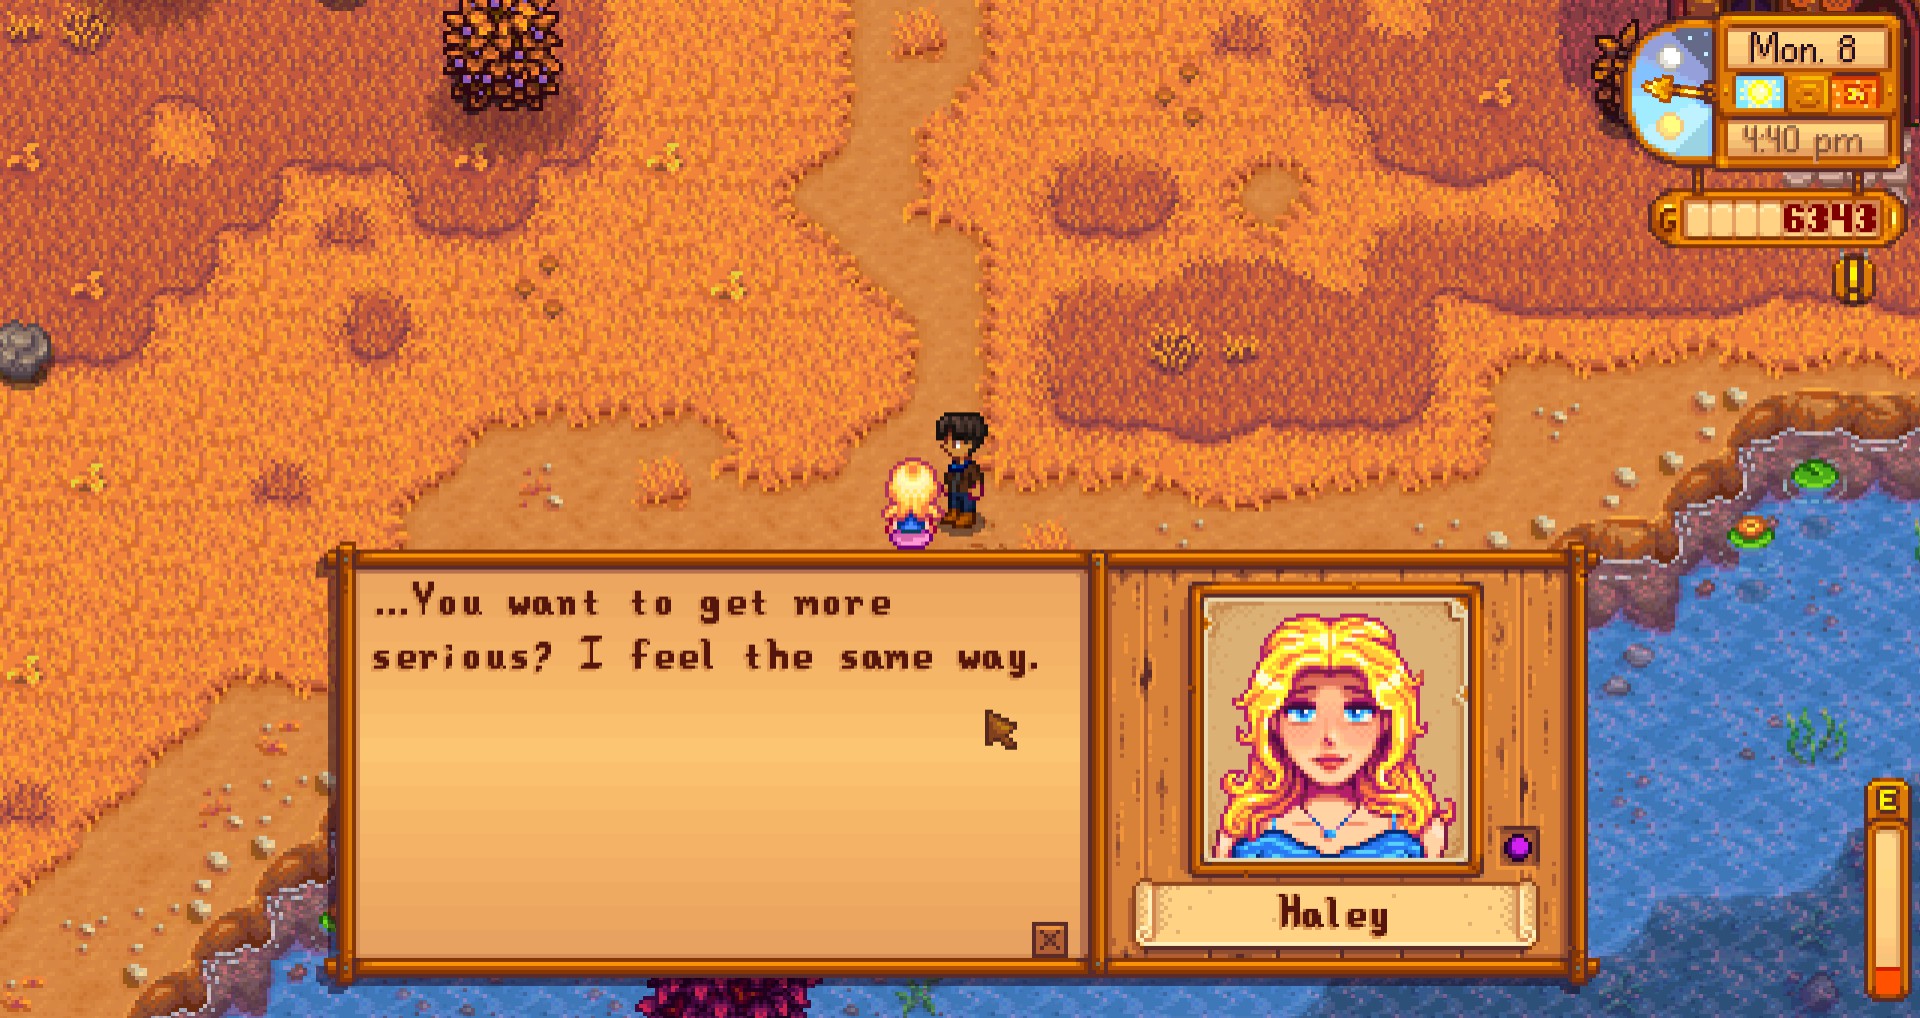 Mon. 8
4:40 pm
G 6343
!
...You want to get more
serious? I feel the same way.
Haley
E